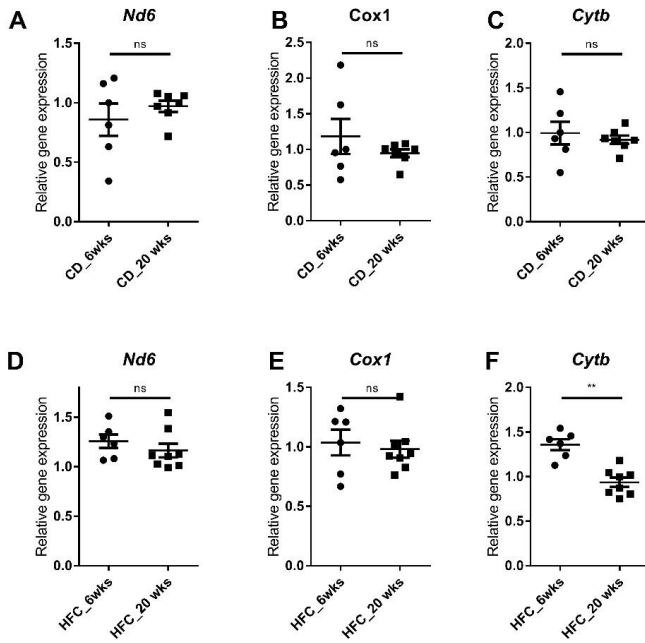 A
Nd6
ns
Relative gene expression
1.5
1.0
0.5
0.0
CD_6wks
CD_20 wks
B
Cox1
ns
Relative gene expression
2.5
2.0
1.5
1.0
0.5
0.0
CD_6wks
CD_20 wks
C
Cytb
ns
Relative gene expression
2.0
1.5
1.0
0.5
0.0
CD_6wks
CD_20 wks
D
Nd6
ns
Relative gene expression
1.5
1.0
1.5
0.0
HFC_6wks
HFC_20 wks
E
Cox1
ns
Relative gene expression
1.5
1.0
0.5
0.0
HFC_6wks
HFC_20 wks
F
Cytb
**
Relative gene expression
2.0
1.5
1.0
0.5
0.0
HFC_6wks
HFC_20 wks